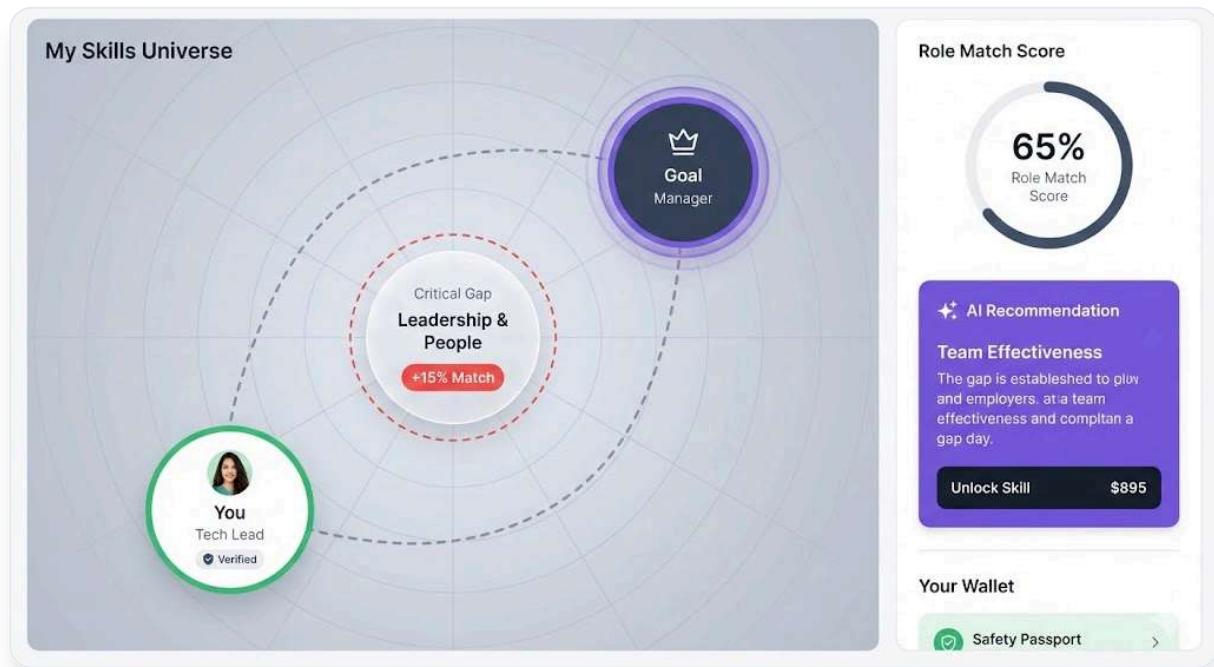 My Skills Universe
Goal
Manager
Critical Gap
Leadership &
People
+15% Match
You
Tech Lead
Verified
Role Match Score
65%
Role Match
Score
AI Recommendation
Team Effectiveness
The gap is estableshed to
and employers. team
effectiveness and compltan a
gap day.
Unlock Skill $895
Your Wallet
Safety Passport